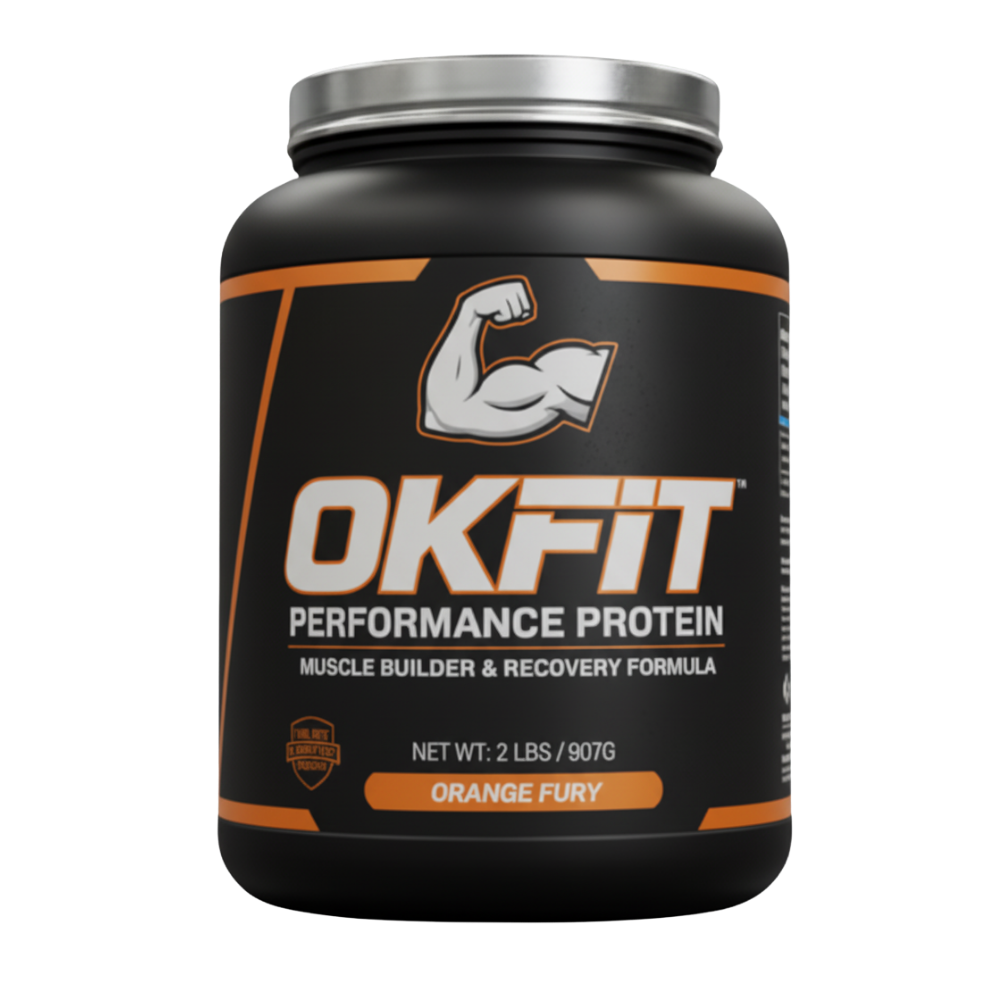 OKFiT™
PERFORMANCE PROTEIN
MUSCLE BUILDER & RECOVERY FORMULA
NET WT: 2 LBS / 907G
ORANGE FURY